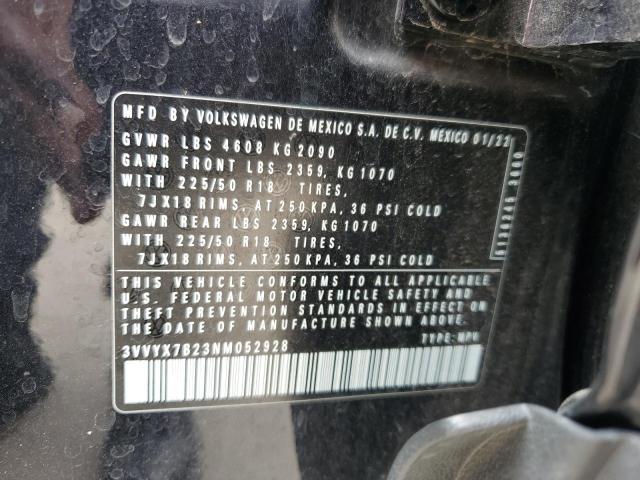 MFD BY VOLKSWAGEN DE MEXICO S.A. DE C.V. MEXICO 01/22
GVWR LBS 4608 KG 2090
GAWR FRONT LBS 2359, KG 1070
WITH 225/50 R18 TIRES,
7JX18 RIMS, AT 250 KPA, 36 PSI COLD
GAWR REAR LBS 2359, KG 1070
WITH 225/50 R18 TIRES,
7JX18 RIMS, AT 250 KPA, 36 PSI COLD
THIS VEHICLE CONFORMS TO ALL APPLICABLE
U.S. FEDERAL MOTOR VEHICLE SAFETY AND
THEFT PREVENTION STANDARDS IN EFFECT ON
THE DATE OF MANUFACTURE SHOWN ABOVE
3VVYX7B23NM052928 TYPE: MPV